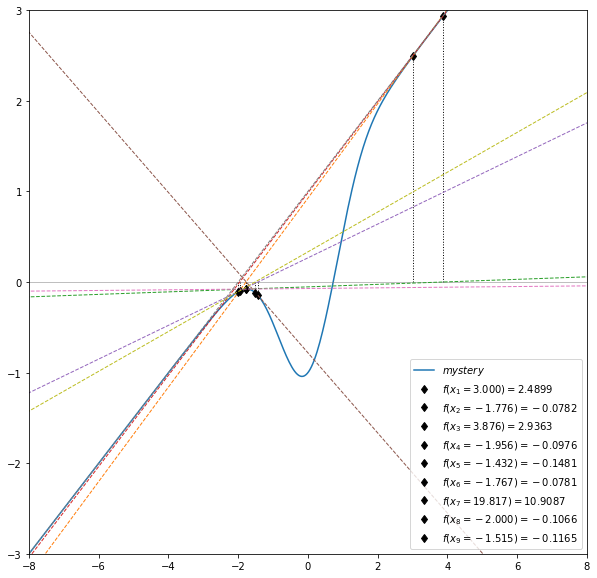 3
2
1
0
−1
−2
−3
−8
−6
−4
−2
0
2
4
6
8
mystery
f(x₁ = 3.000) = 2.4899
f(x₂ = −1.776) = −0.0782
f(x₃ = 3.876) = 2.9363
f(x₄ = −1.956) = −0.0976
f(x₅ = −1.432) = −0.1481
f(x₆ = −1.767) = −0.0781
f(x₇ = 19.817) = 10.9087
f(x₈ = −2.000) = −0.1066
f(x₉ = −1.515) = −0.1165